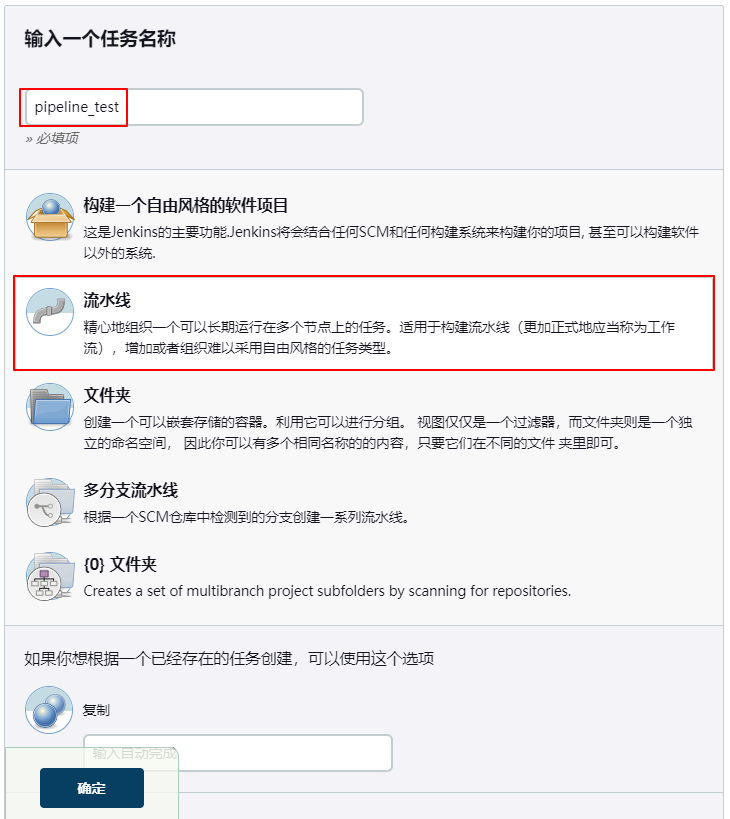 输入一个任务名称
pipeline_test
» 必填项
构建一个自由风格的软件项目
这是Jenkins的主要功能.Jenkins将会结合任何SCM和任何构建系统来构建你的项目, 甚至可以构建软件
以外的系统.
流水线
精心地组织一个可以长期运行在多个节点上的任务。适用于构建流水线（更加正式地应当称为工作
流），增加或者组织难以采用自由风格的任务类型。
文件夹
创建一个可以嵌套存储的容器。利用它可以进行分组。 视图仅仅是一个过滤器，而文件夹则是一个独
立的命名空间， 因此你可以有多个相同名称的的内容，只要它们在不同的文件 夹里即可。
多分支流水线
根据一个SCM仓库中检测到的分支创建一系列流水线。
{0} 文件夹
Creates a set of multibranch project subfolders by scanning for repositories.
如果你想根据一个已经存在的任务创建，可以使用这个选项
复制
输入自动完成
确定